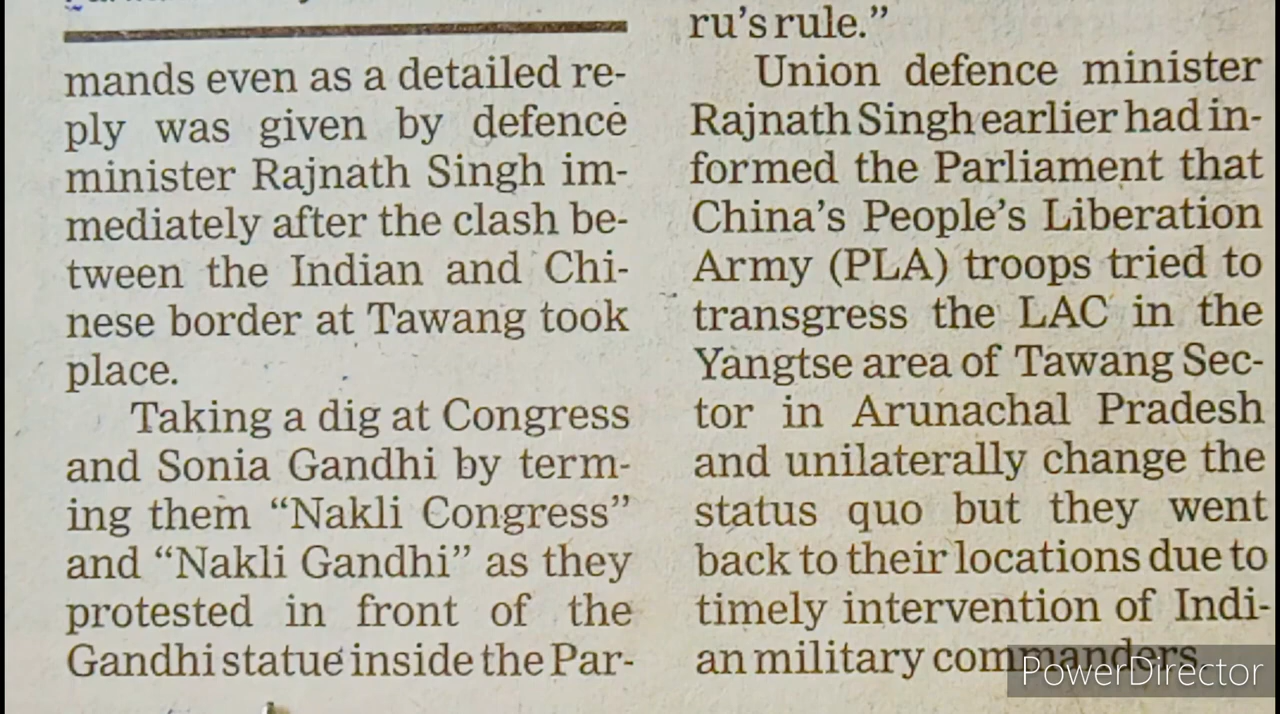 mands even as a detailed re-
ply was given by defence
minister Rajnath Singh im-
mediately after the clash be-
tween the Indian and Chi-
nese border at Tawang took
place.
Taking a dig at Congress
and Sonia Gandhi by term-
ing them “Nakli Congress”
and “Nakli Gandhi” as they
protested in front of the
Gandhi statue inside the Par-
ru’s rule.”
Union defence minister
Rajnath Singh earlier had in-
formed the Parliament that
China’s People’s Liberation
Army (PLA) troops tried to
transgress the LAC in the
Yangtse area of Tawang Sec-
tor in Arunachal Pradesh
and unilaterally change the
status quo but they went
back to their locations due to
timely intervention of Indi-
an military commanders.
PowerDirector